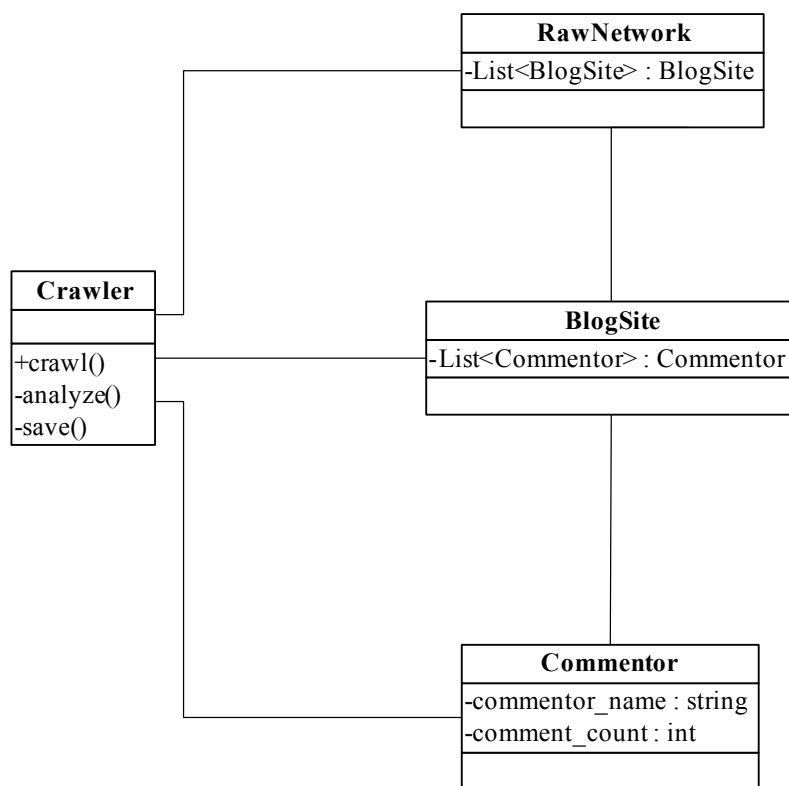 RawNetwork
-List<BlogSite> : BlogSite
Crawler
+crawl()
-analyze()
-save()
BlogSite
-List<Commentor> : Commentor
Commentor
-commentor_name : string
-comment_count : int